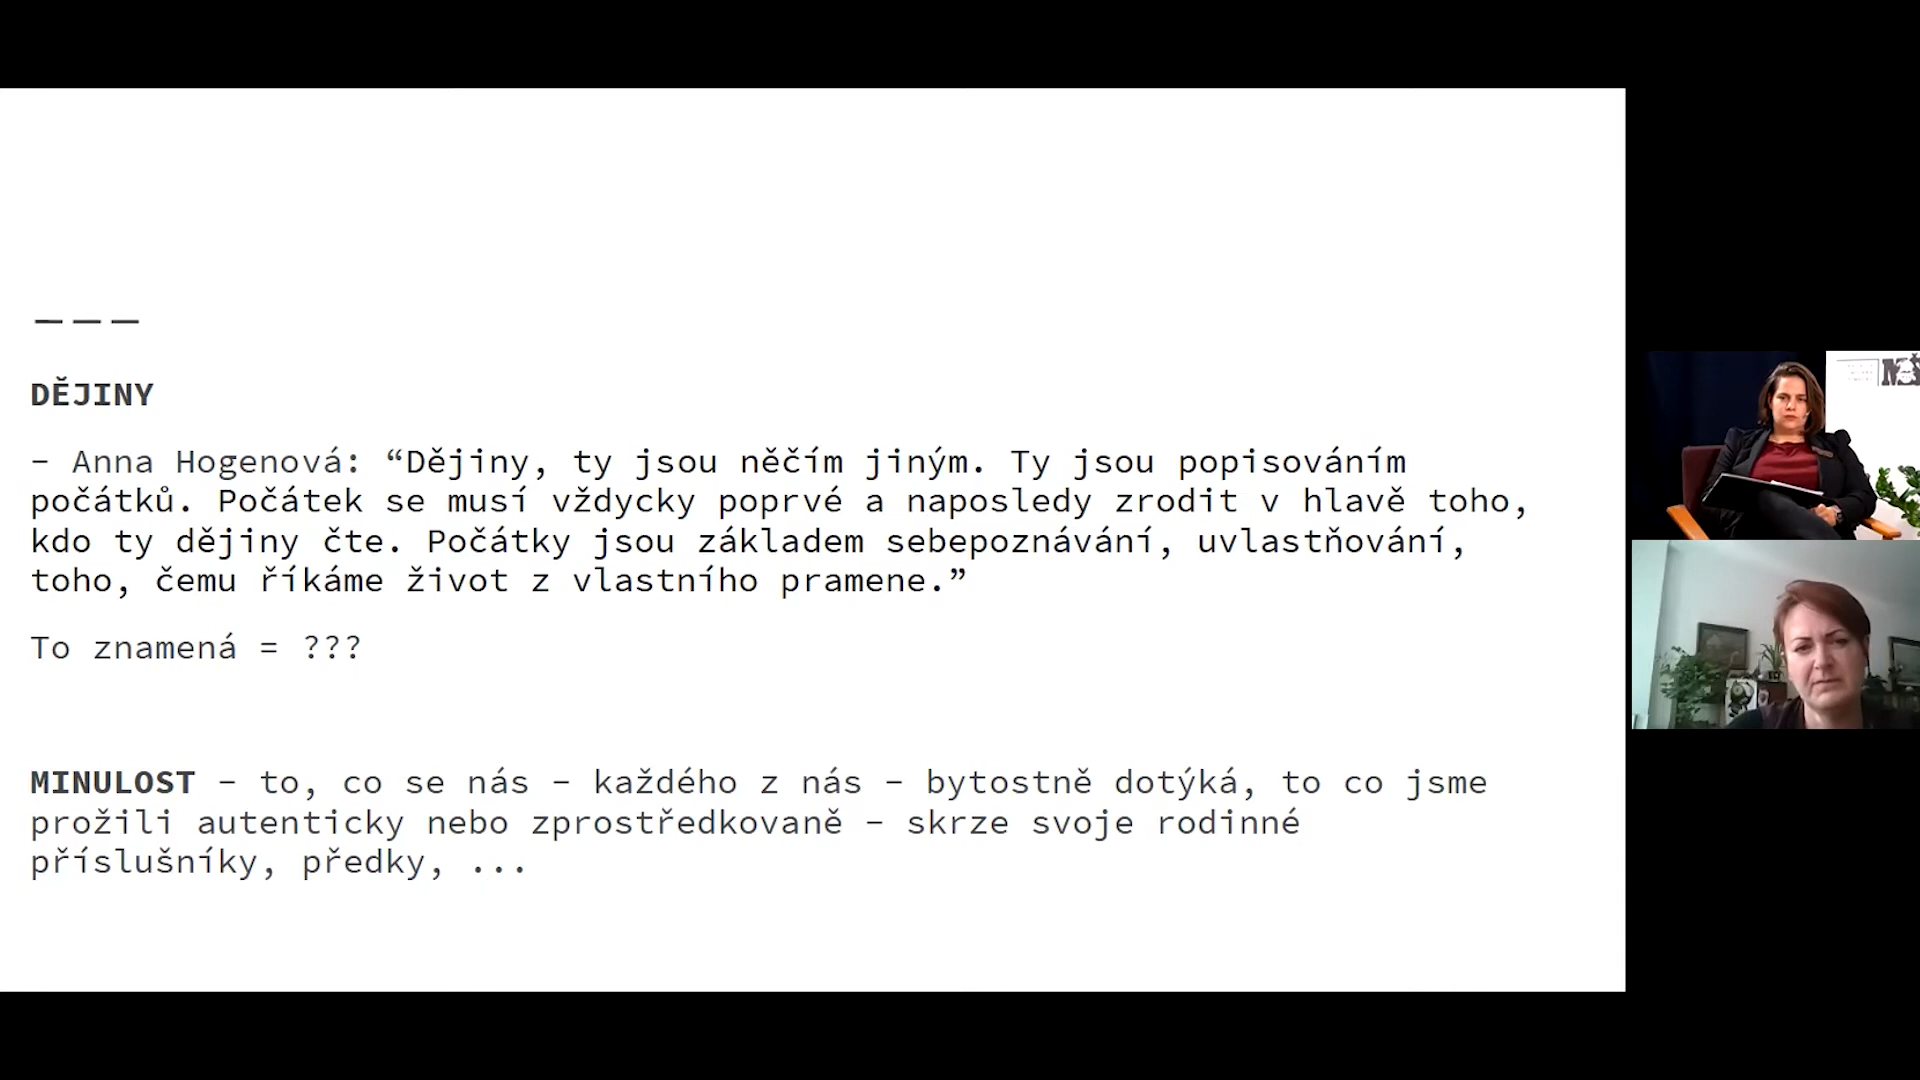 ———
DĚJINY
– Anna Hogenová: “Dějiny, ty jsou něčím jiným. Ty jsou popisováním
počátků. Počátek se musí vždycky poprvé a naposledy zrodit v hlavě toho,
kdo ty dějiny čte. Počátky jsou základem sebepoznávání, uvlastňování,
toho, čemu říkáme život z vlastního pramene.”
To znamená = ???
MINULOST – to, co se nás – každého z nás – bytostně dotýká, to co jsme
prožili autenticky nebo zprostředkovaně – skrze svoje rodinné
příslušníky, předky, ...